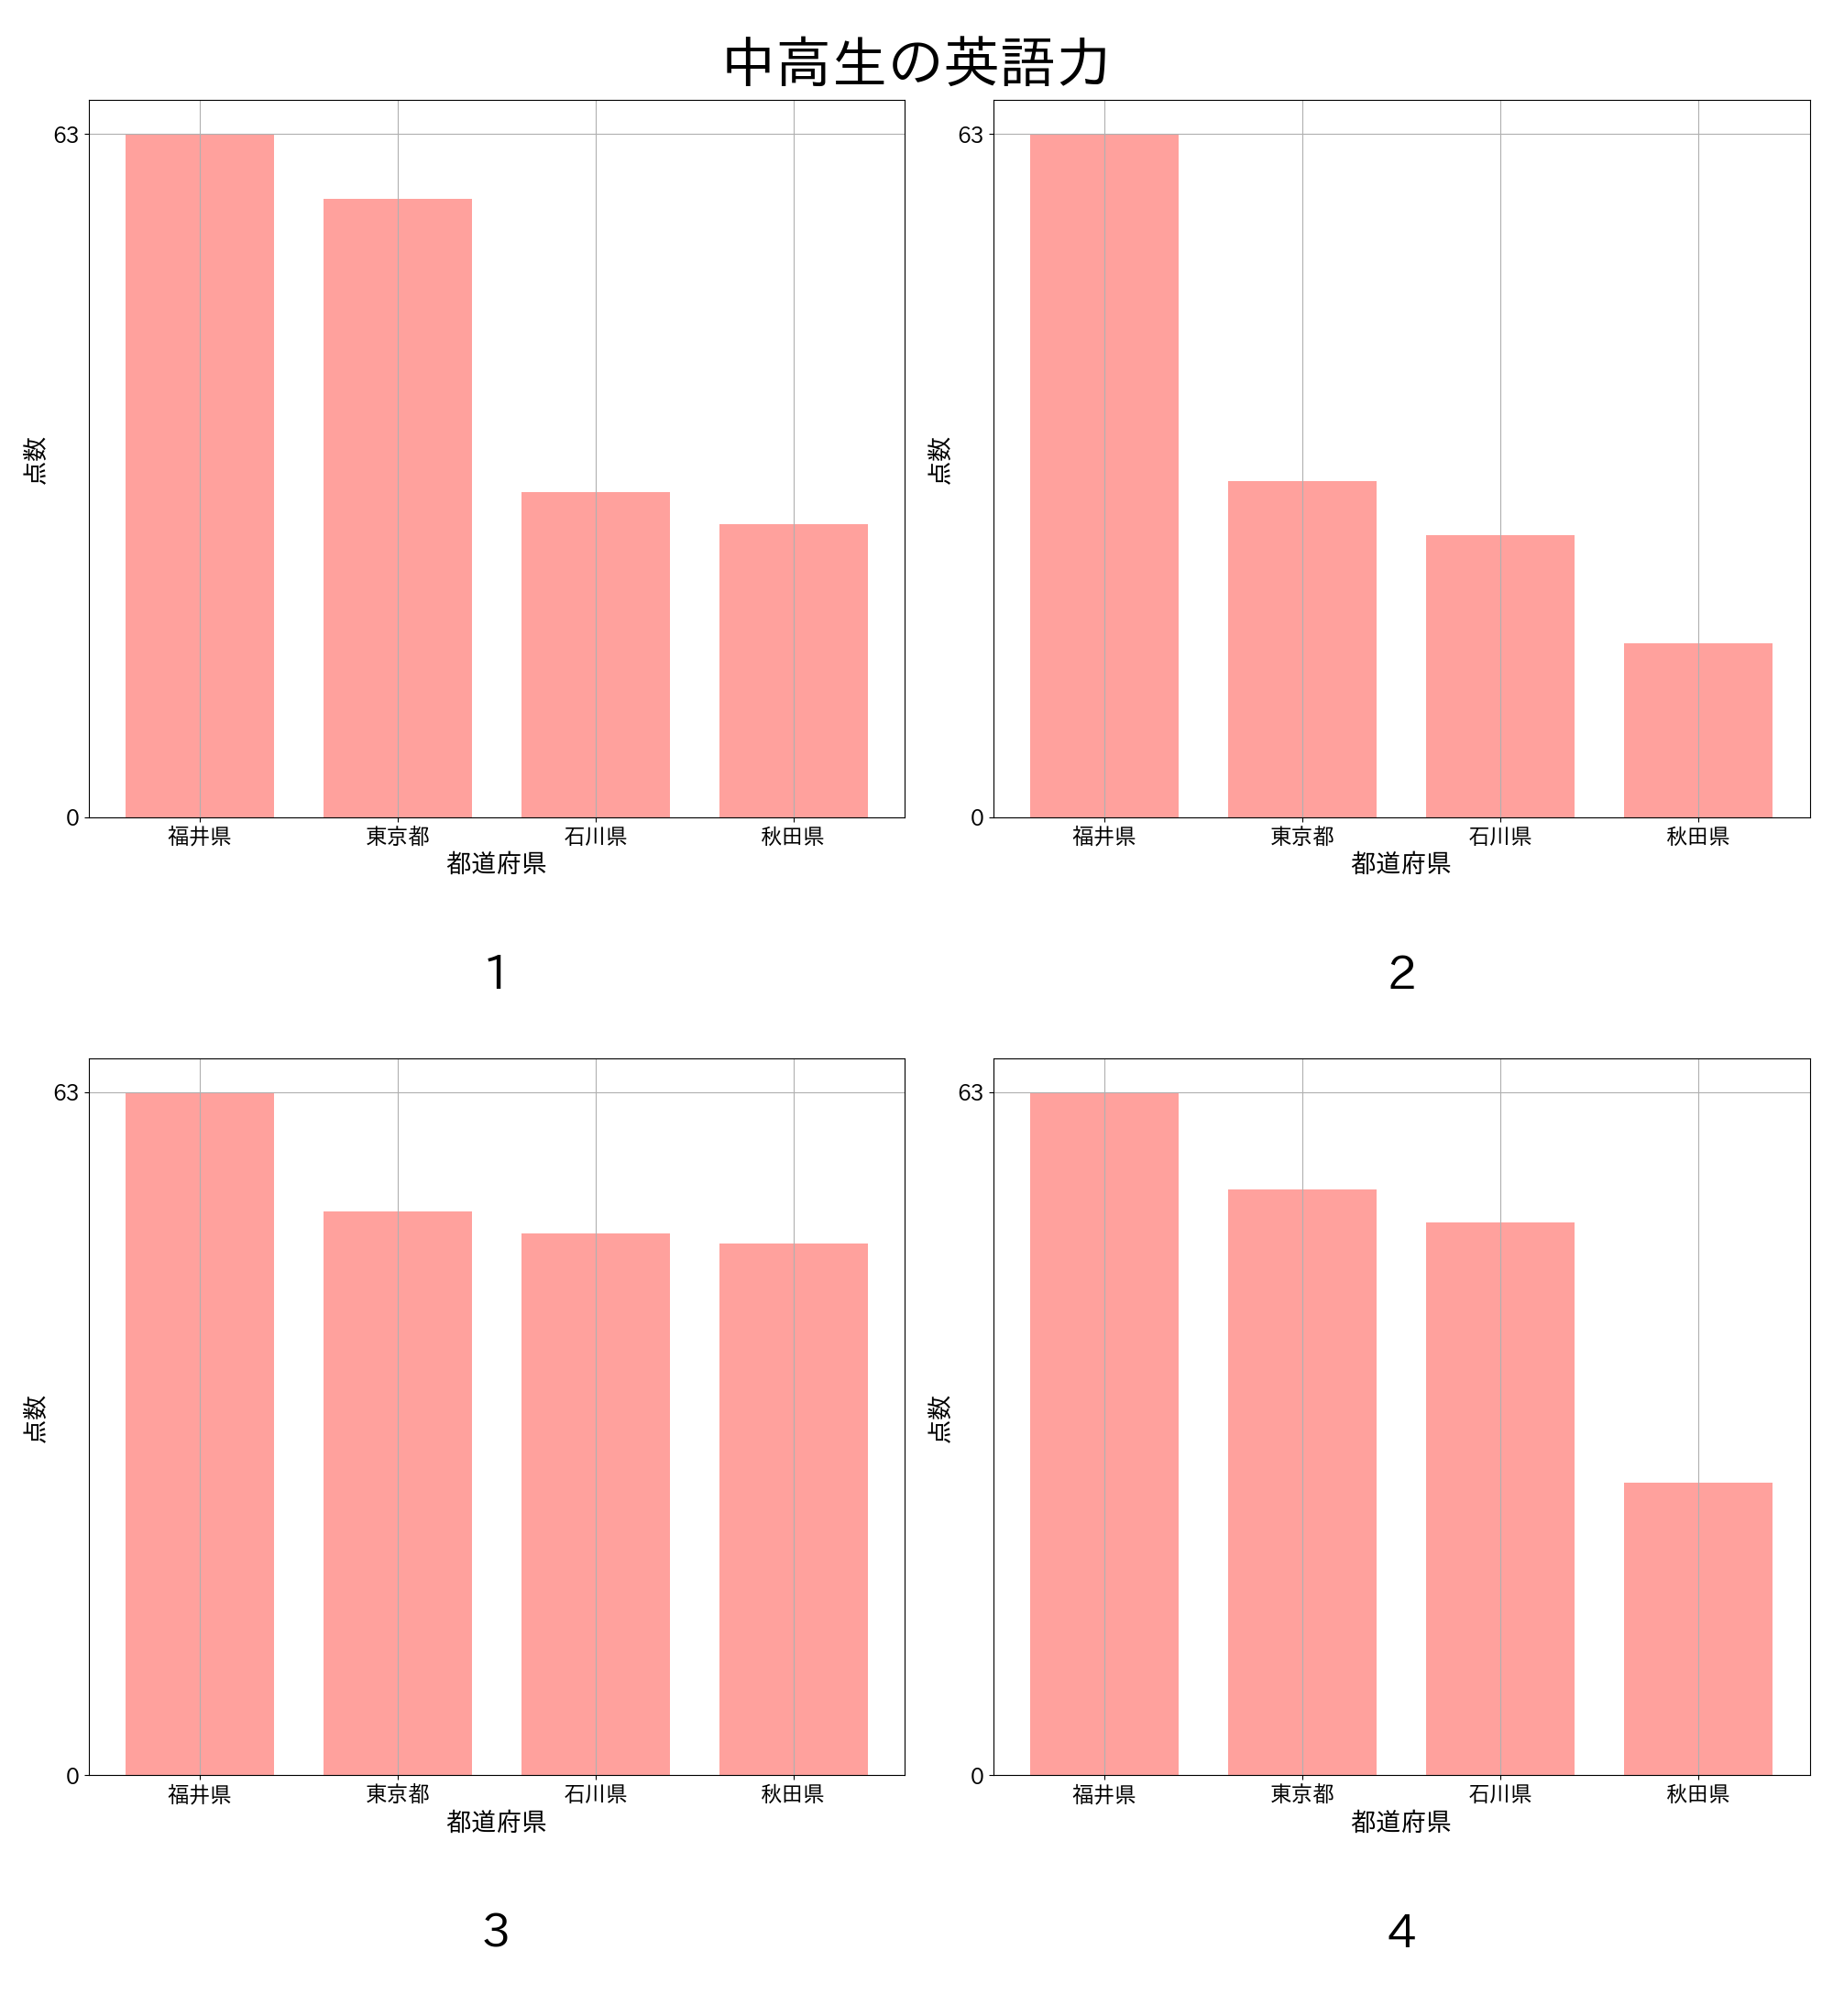 中高生の英語力
63
0
点数
福井県 東京都 石川県 秋田県
都道府県
1
63
0
点数
福井県 東京都 石川県 秋田県
都道府県
2
63
0
点数
福井県 東京都 石川県 秋田県
都道府県
3
63
0
点数
福井県 東京都 石川県 秋田県
都道府県
4